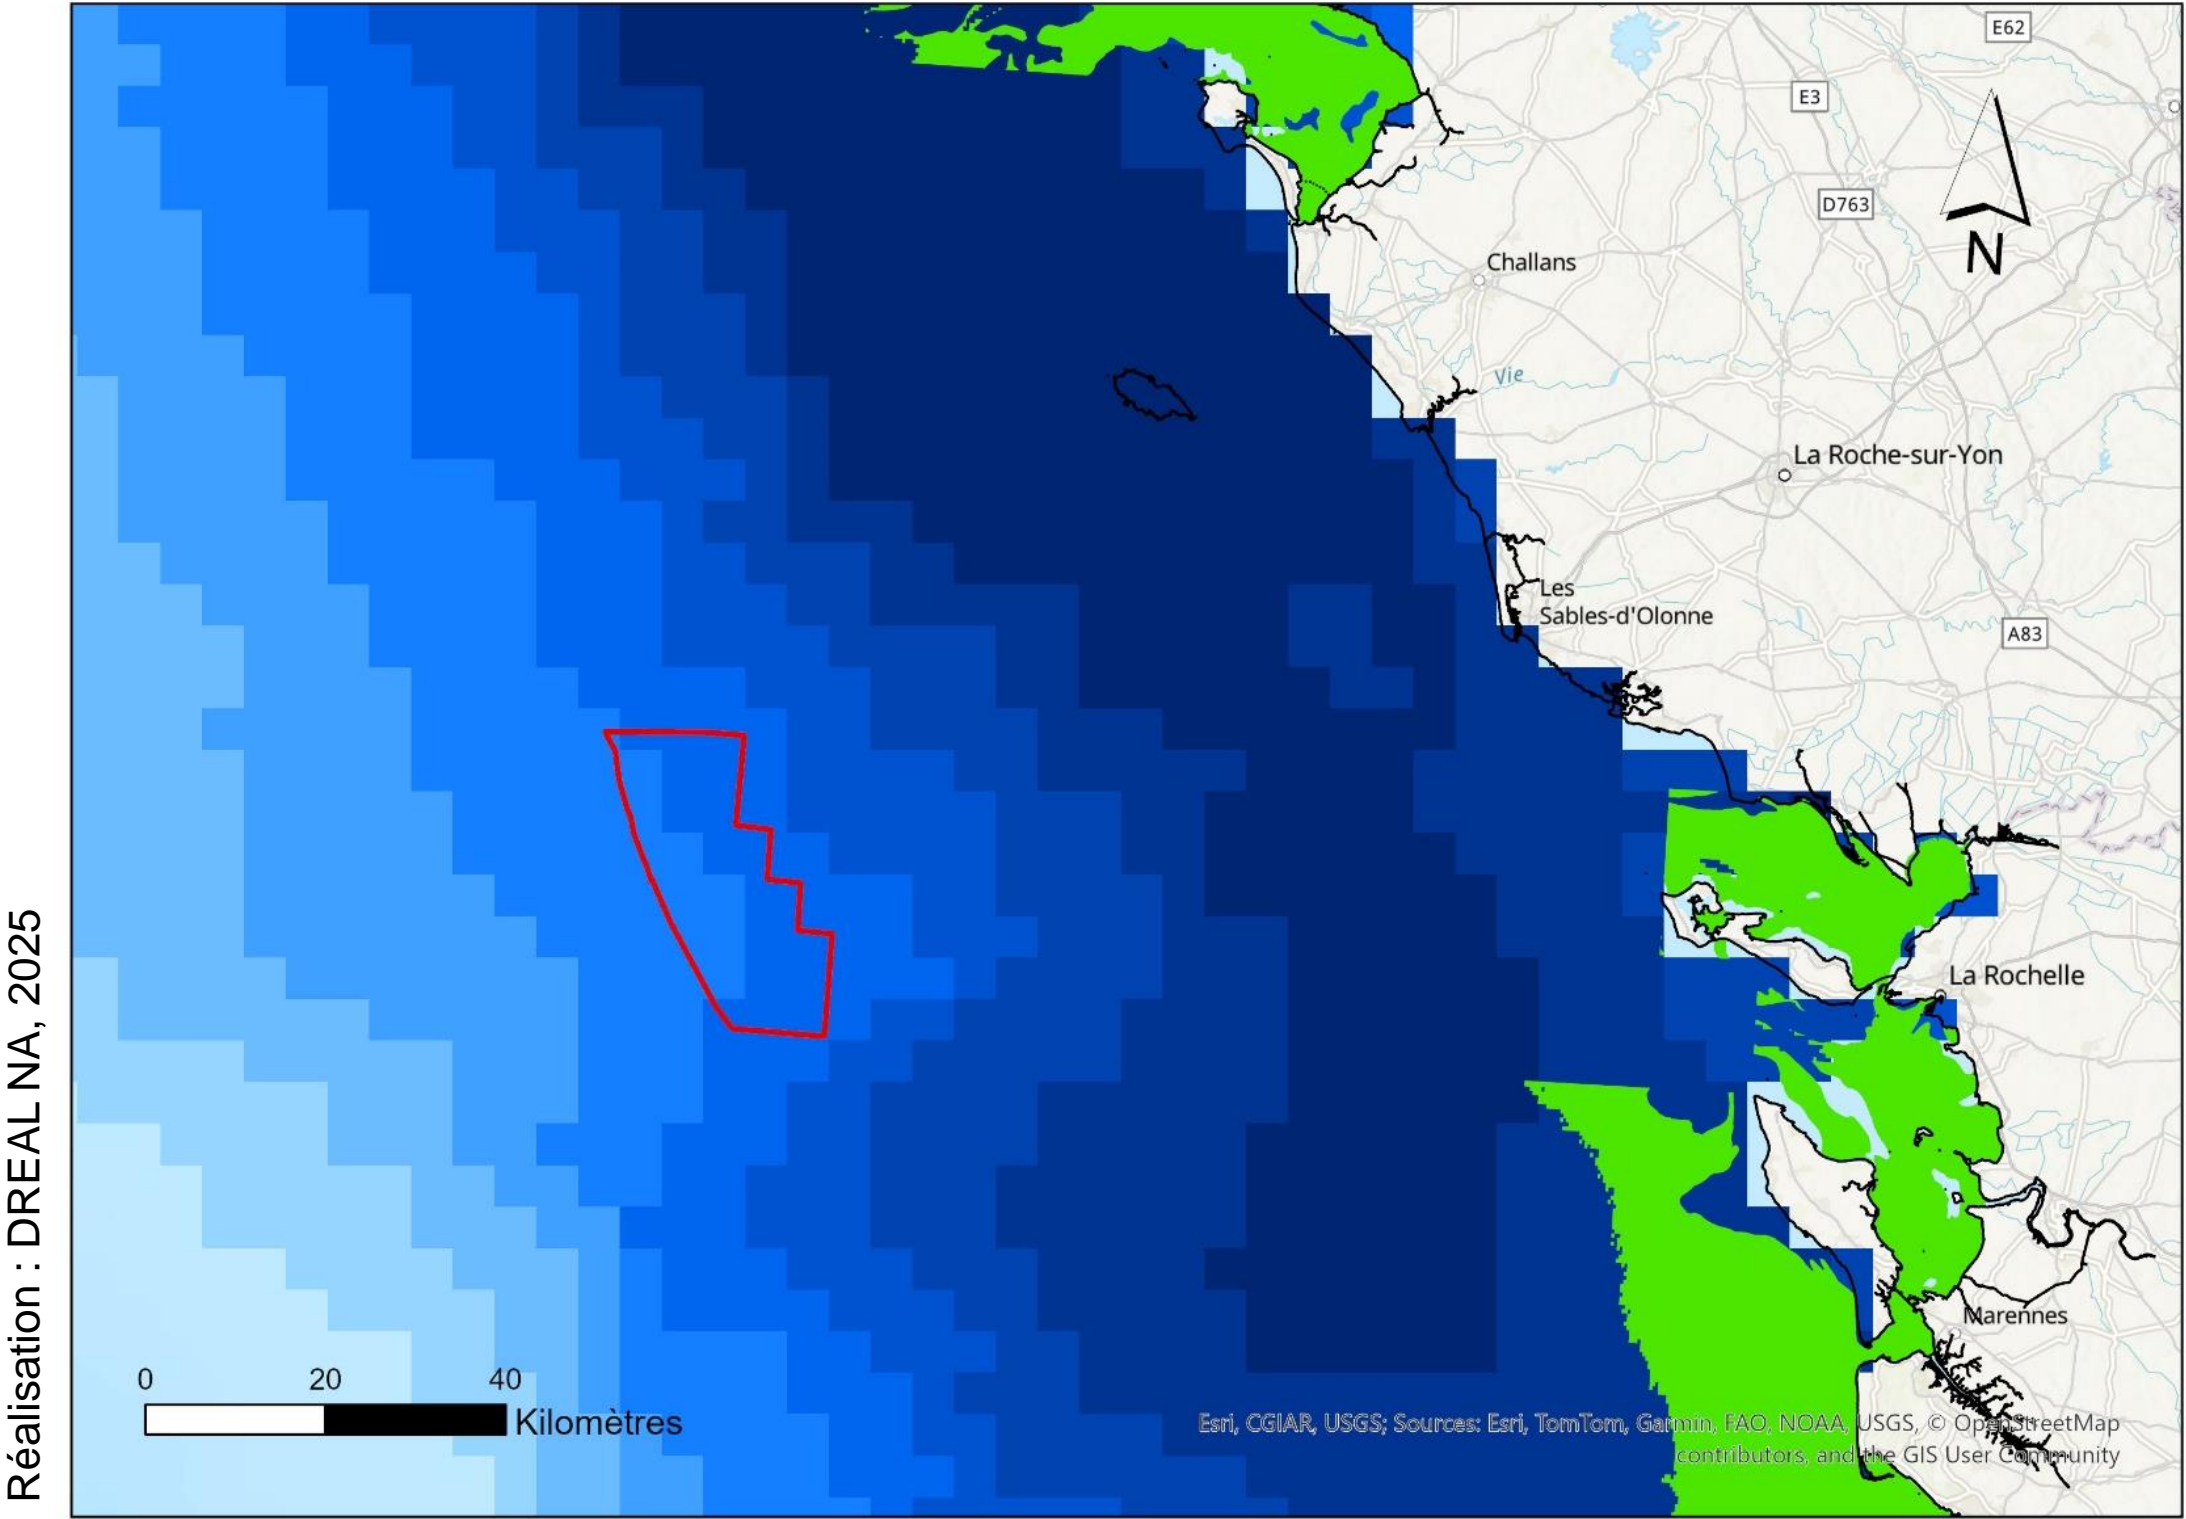 E62
E3
D763
N
Challans
Vie
La Roche-sur-Yon
Les
Sables-d'Olonne
A83
La Rochelle
Marennes
0 20 40
Kilomètres
Esri, CGIAR, USGS; Sources: Esri, TomTom, Garmin, FAO, NOAA, USGS, © OpenStreetMap
contributors, and the GIS User Community
Réalisation : DREAL NA, 2025